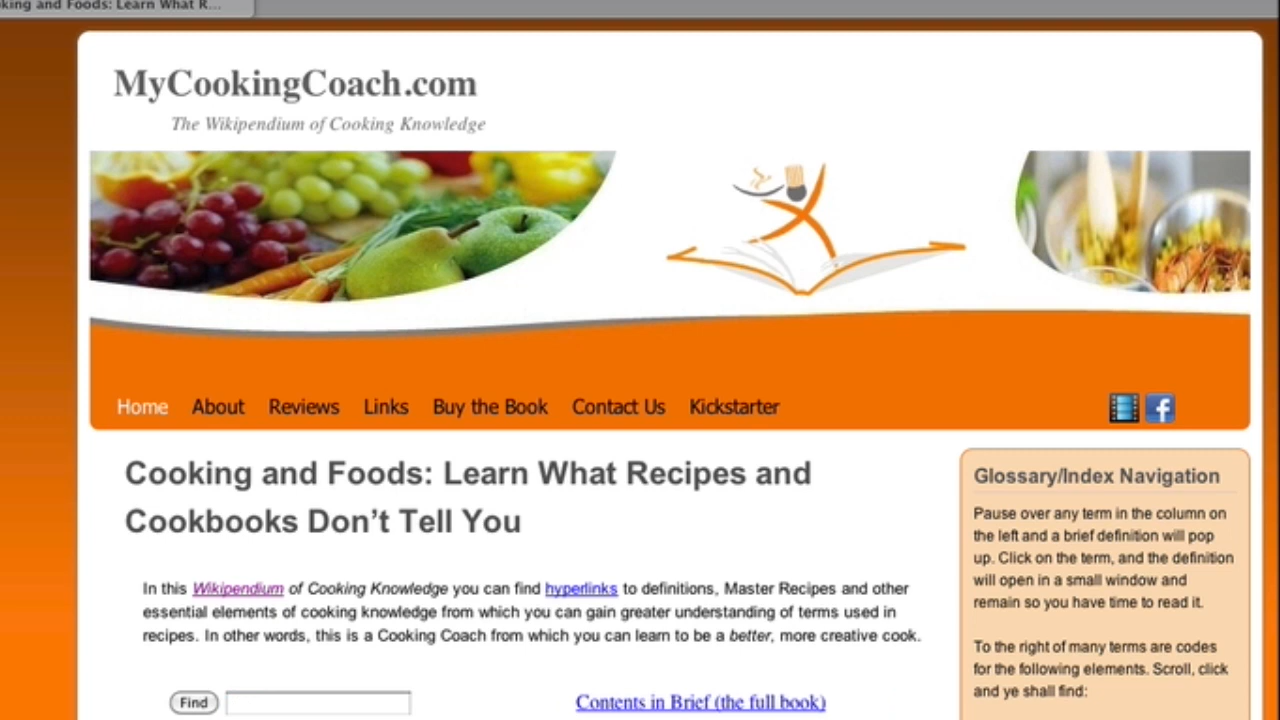 king and Foods: Learn What R...
MyCookingCoach.com
The Wikipendium of Cooking Knowledge
Home About Reviews Links Buy the Book Contact Us Kickstarter
Cooking and Foods: Learn What Recipes and
Cookbooks Don’t Tell You
In this Wikipendium of Cooking Knowledge you can find hyperlinks to definitions, Master Recipes and other
essential elements of cooking knowledge from which you can gain greater understanding of terms used in
recipes. In other words, this is a Cooking Coach from which you can learn to be a better, more creative cook.
Find
Contents in Brief (the full book)
Glossary/Index Navigation
Pause over any term in the column on
the left and a brief definition will pop
up. Click on the term, and the definition
will open in a small window and
remain so you have time to read it.
To the right of many terms are codes
for the following elements. Scroll, click
and ye shall find: